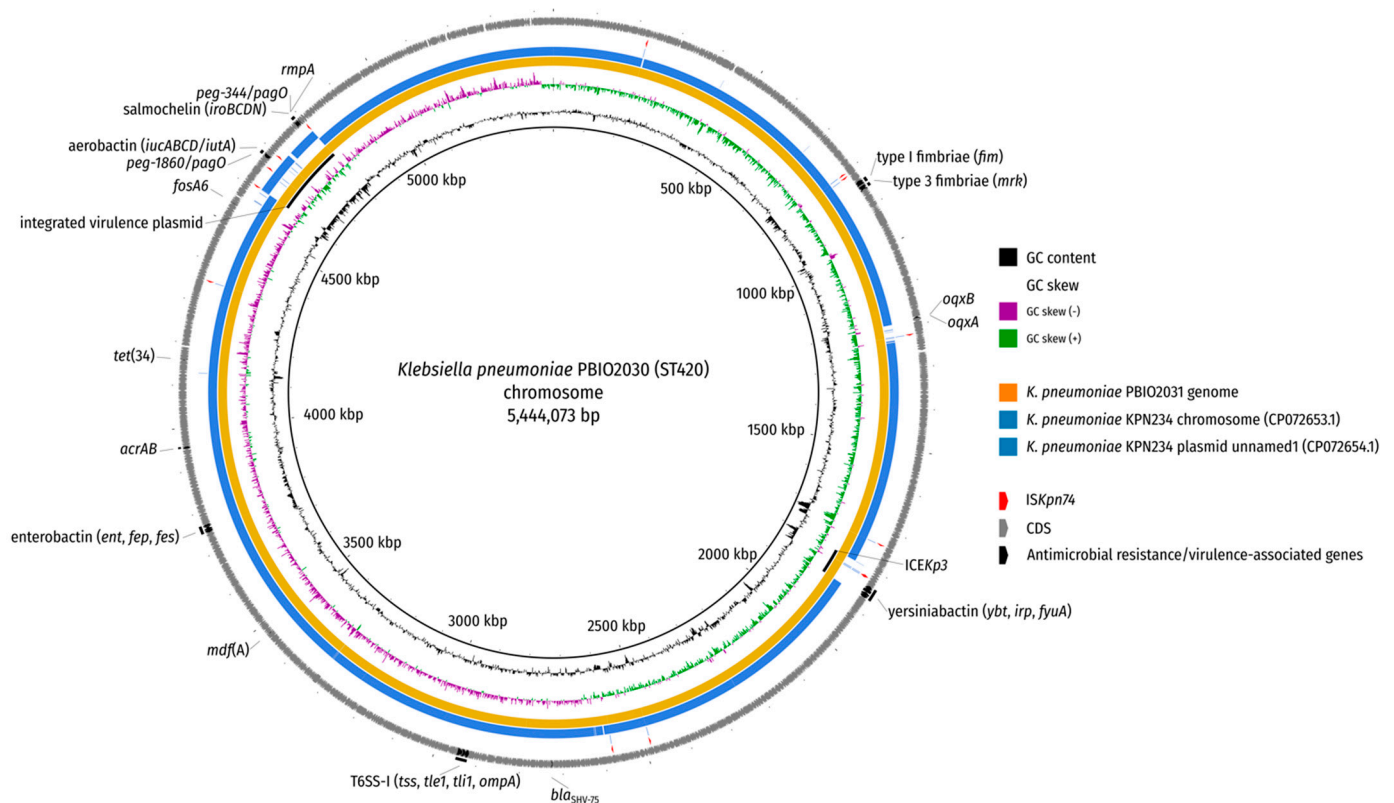 rmpA
peg-344/pagO
salmochelin (iroBCDN)
aerobactin (iucABCD/iutA)
peg-1860/pagO
fosA6
integrated virulence plasmid
tet(34)
acrAB
enterobactin (ent, fep, fes)
mdf(A)
T6SS-I (tss, tle1, tli1, ompA)
blaSHV-75
yersiniabactin (ybt, irp, fyuA)
ICEKp3
oqxB
oqxA
type I fimbriae (fim)
type 3 fimbriae (mrk)
500 kbp
1000 kbp
1500 kbp
2000 kbp
2500 kbp
3000 kbp
3500 kbp
4000 kbp
4500 kbp
5000 kbp
Klebsiella pneumoniae PBIO2030 (ST420)
chromosome
5,444,073 bp
GC content
GC skew
GC skew (-)
GC skew (+)
K. pneumoniae PBIO2031 genome
K. pneumoniae KPN234 chromosome (CP072653.1)
K. pneumoniae KPN234 plasmid unnamed1 (CP072654.1)
ISKpn74
CDS
Antimicrobial resistance/virulence-associated genes